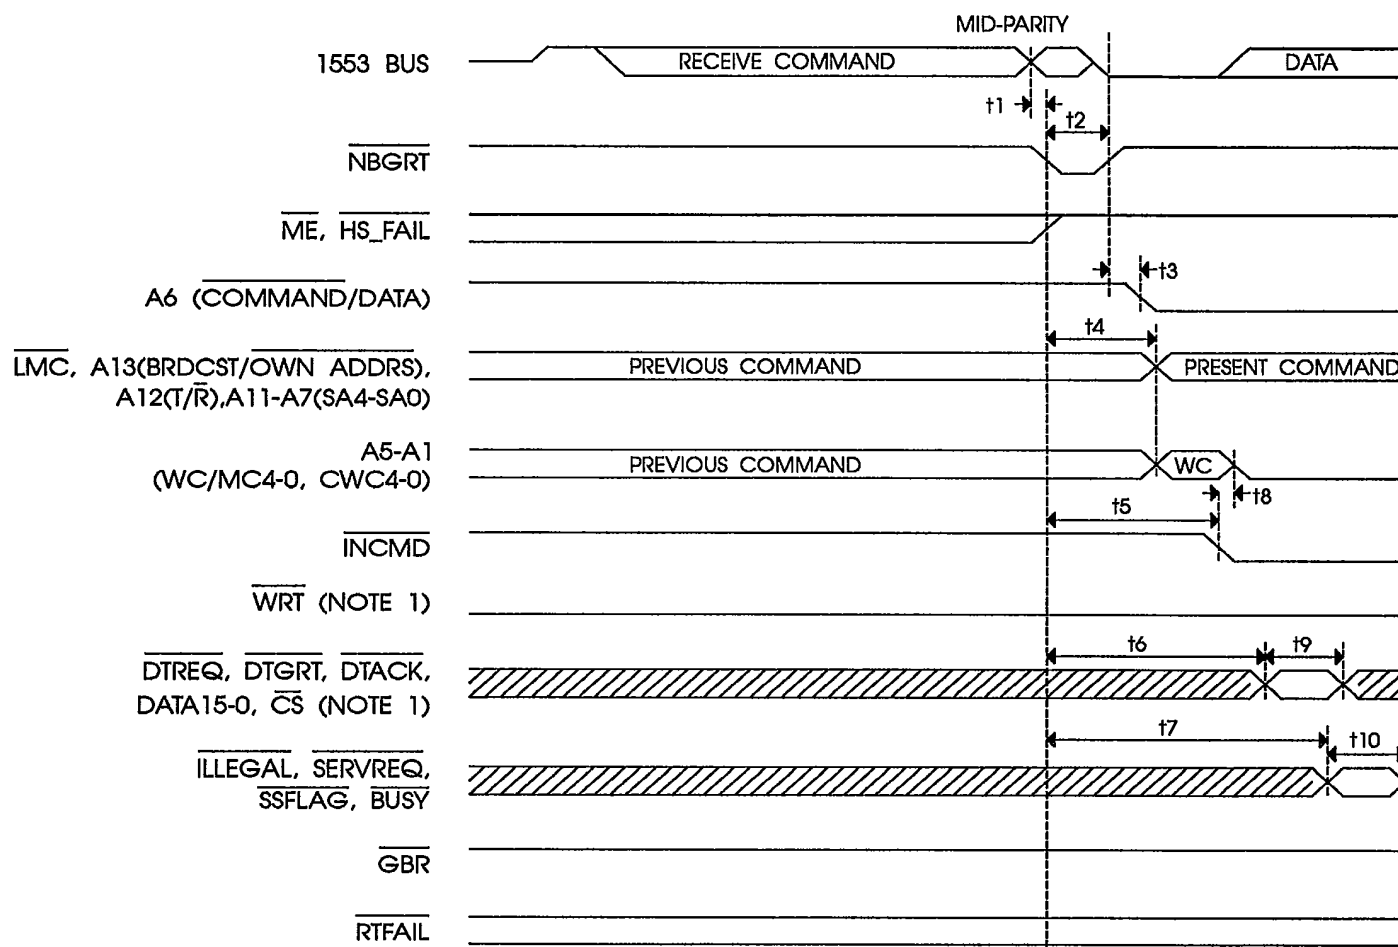 MID-PARITY
1553 BUS
RECEIVE COMMAND
DATA
t1
t2
NBGRT
ME, HS_FAIL
t3
A6 (COMMAND/DATA)
t4
LMC, A13(BRDCST/OWN ADDRS),
A12(T/R),A11-A7(SA4-SA0)
PREVIOUS COMMAND
PRESENT COMMAND
A5-A1
(WC/MC4-0, CWC4-0)
PREVIOUS COMMAND
WC
t8
t5
INCMD
WRT (NOTE 1)
t6
t9
DTREQ, DTGRT, DTACK,
DATA15-0, CS (NOTE 1)
t7
t10
ILLEGAL, SERVREQ,
SSFLAG, BUSY
GBR
RTFAIL